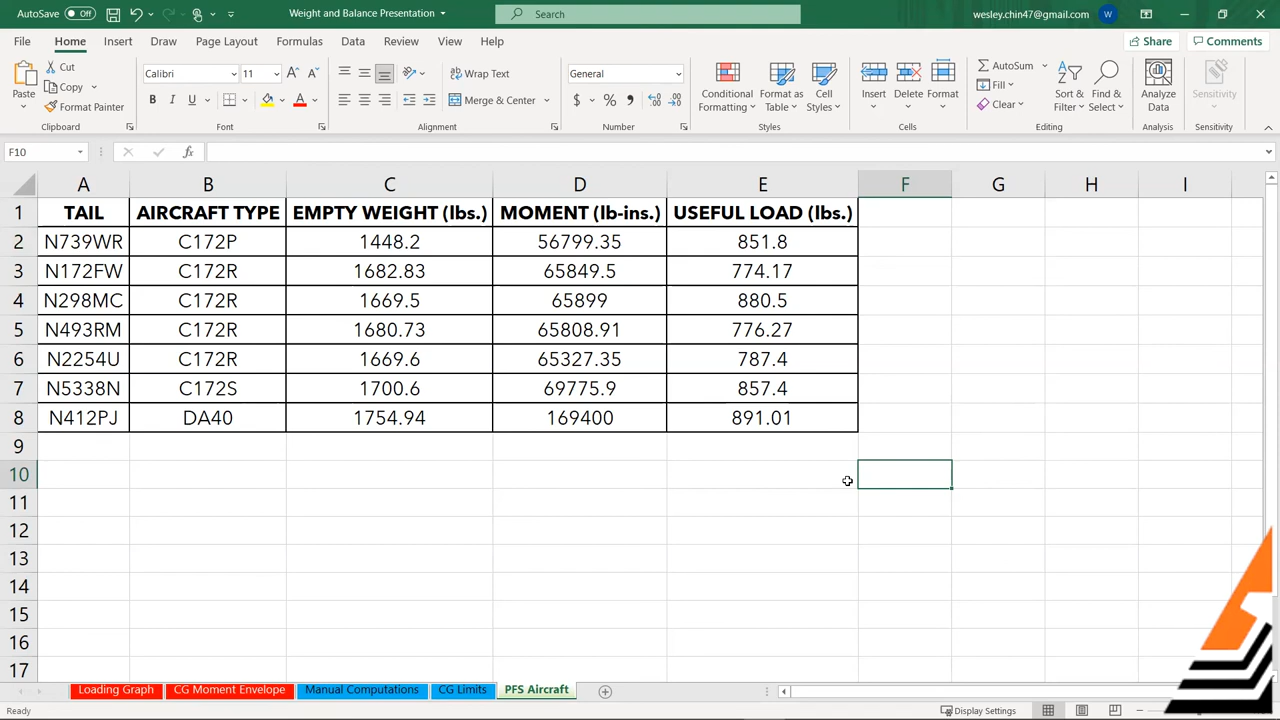 AutoSave Off Weight and Balance Presentation Search wesley.chin47@gmail.com W
File Home Insert Draw Page Layout Formulas Data Review View Help Share Comments
Paste Cut Copy Format Painter Clipboard
Calibri 11 B I U A Font
Wrap Text Merge & Center Alignment
General $ % , Number
Conditional Formatting Format as Table Cell Styles Styles
Insert Delete Format Cells
AutoSum Fill Clear Sort & Filter Find & Select Editing
Analyze Data Analysis
Sensitivity Sensitivity
F10 fx
A B C D E F G H I
1 TAIL AIRCRAFT TYPE EMPTY WEIGHT (lbs.) MOMENT (lb-ins.) USEFUL LOAD (lbs.)
2 N739WR C172P 1448.2 56799.35 851.8
3 N172FW C172R 1682.83 65849.5 774.17
4 N298MC C172R 1669.5 65899 880.5
5 N493RM C172R 1680.73 65808.91 776.27
6 N2254U C172R 1669.6 65327.35 787.4
7 N5338N C172S 1700.6 69775.9 857.4
8 N412PJ DA40 1754.94 169400 891.01
9
10
11
12
13
14
15
16
17
Loading Graph CG Moment Envelope Manual Computations CG Limits PFS Aircraft
Ready Display Settings